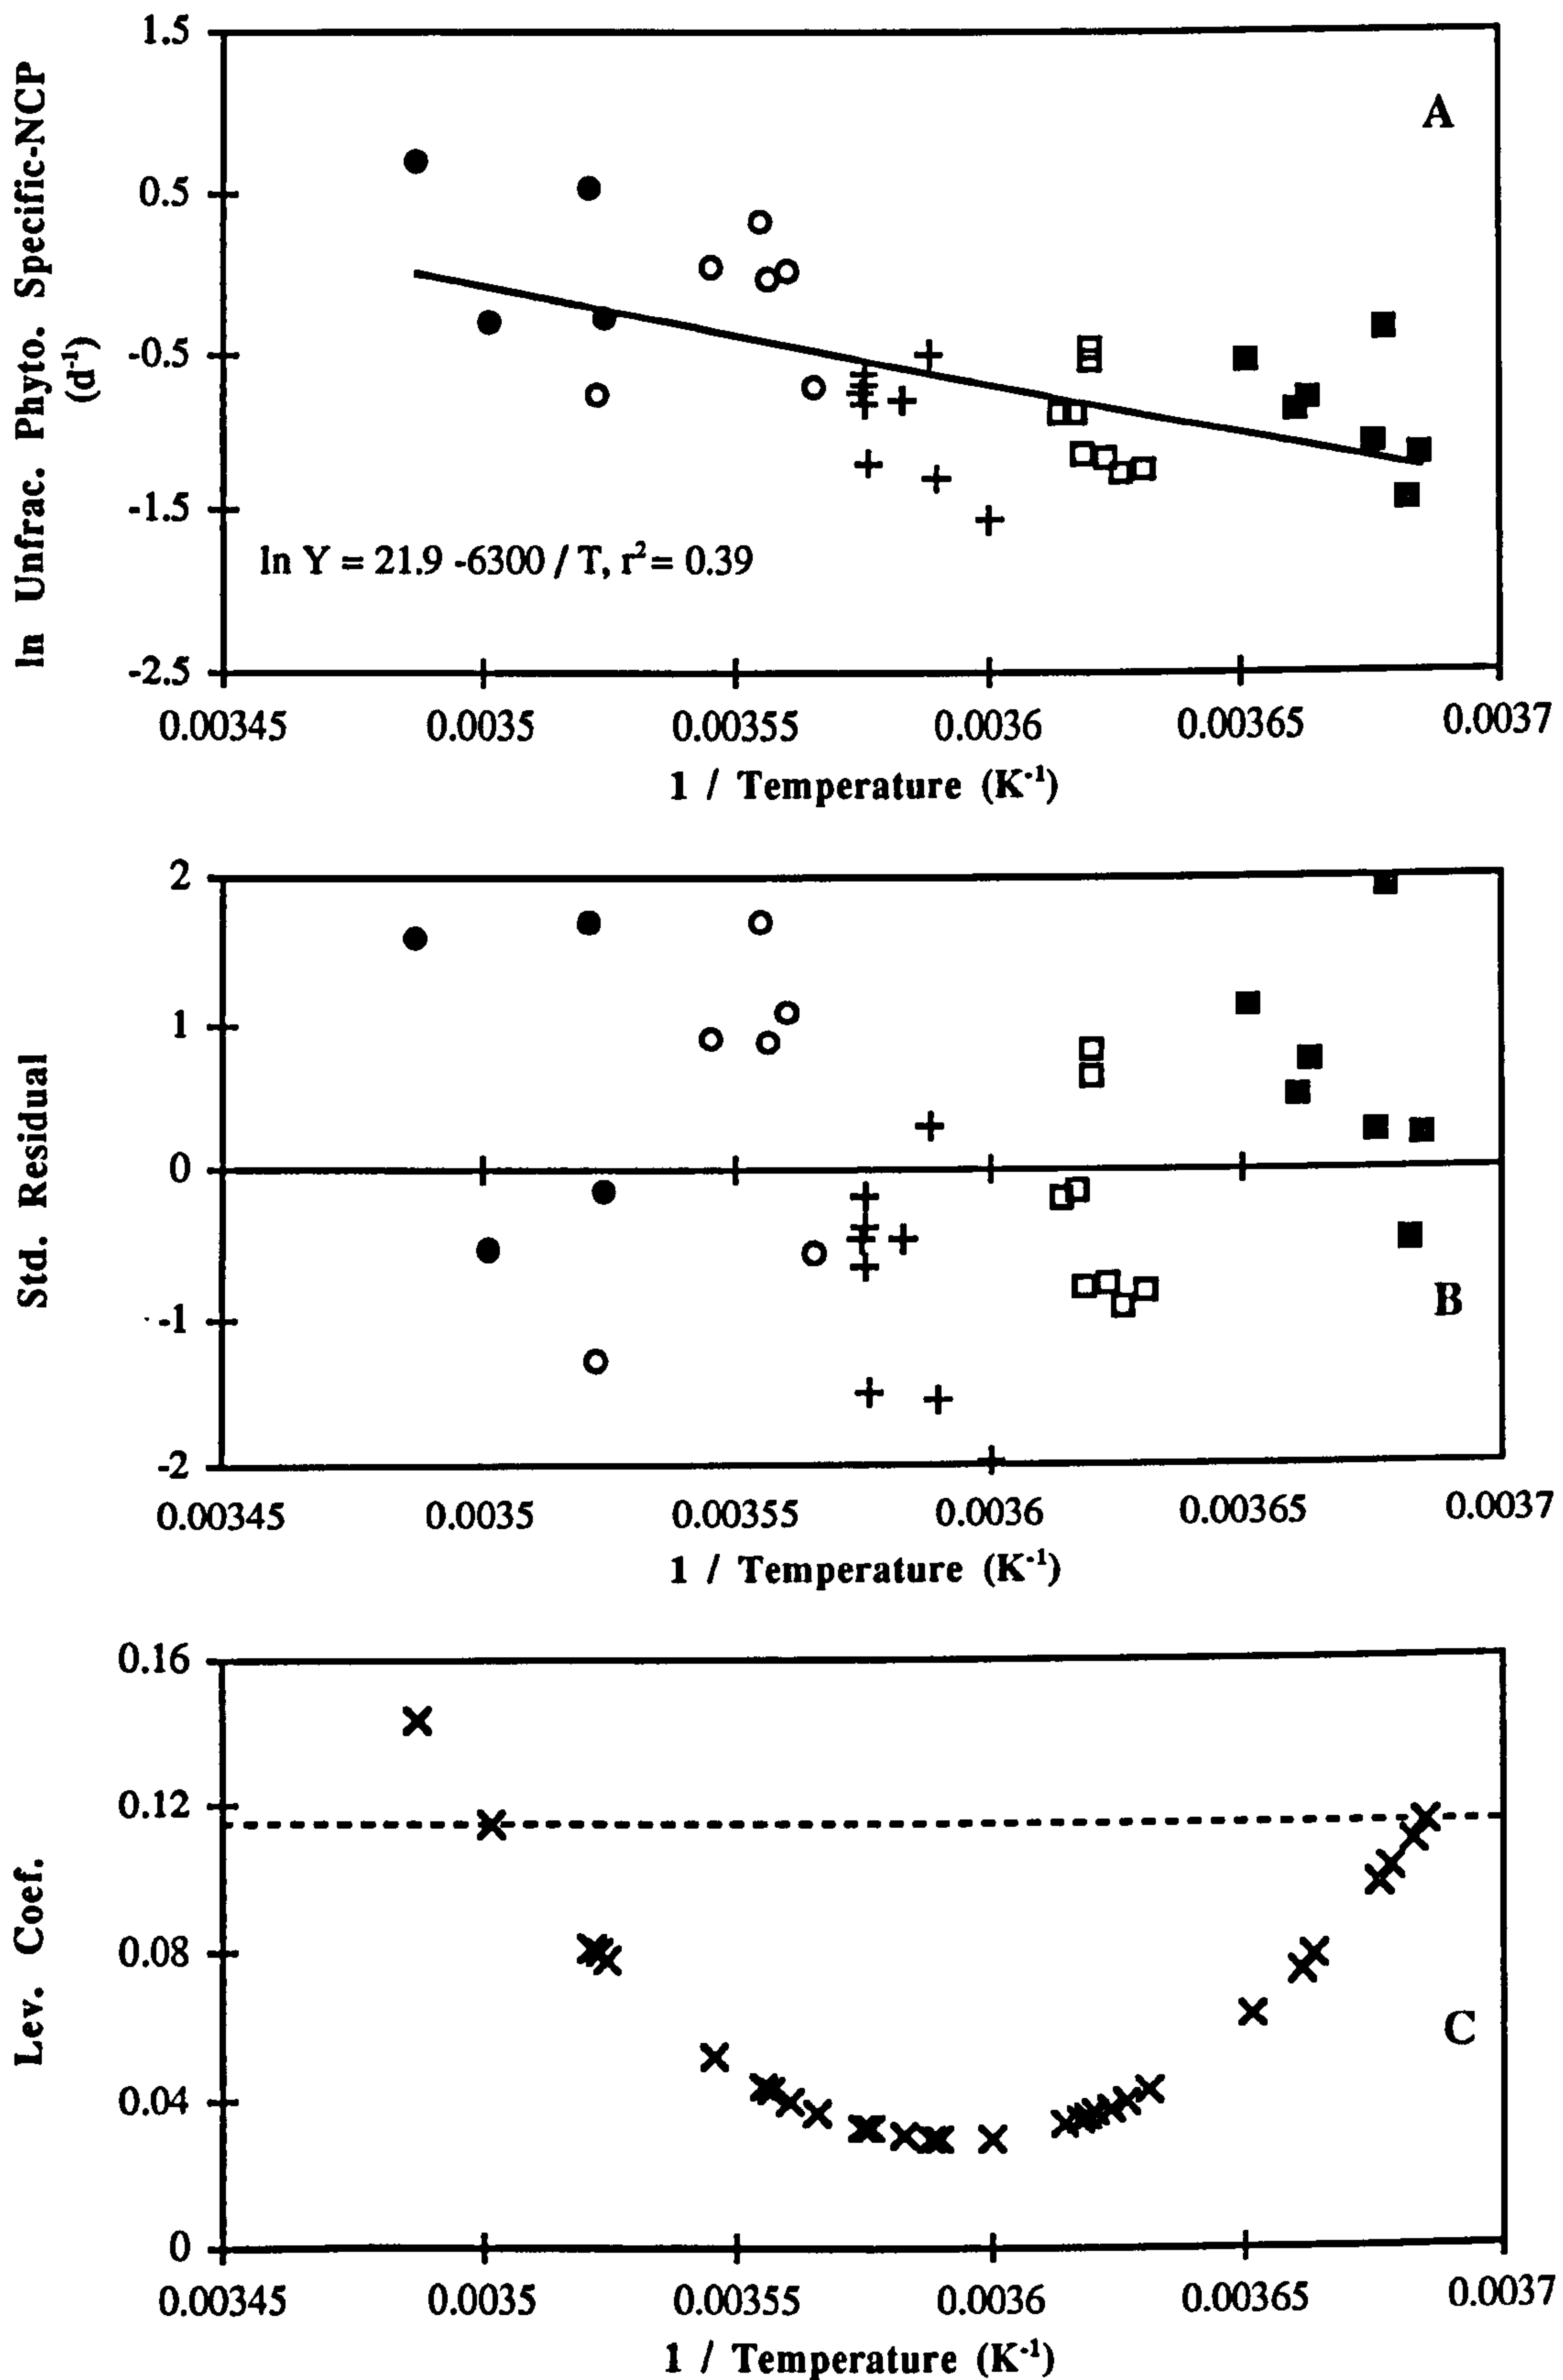 1.5
0.5
-0.5
-1.5
-2.5
ln Unfrac. Phyto. Specific-NCP
(d⁻¹)
A
ln Y = 21.9 -6300 / T, r² = 0.39
0.00345 0.0035 0.00355 0.0036 0.00365 0.0037
1 / Temperature (K⁻¹)
2
1
0
-1
-2
Std. Residual
B
0.00345 0.0035 0.00355 0.0036 0.00365 0.0037
1 / Temperature (K⁻¹)
0.16
0.12
0.08
0.04
0
Lev. Coef.
C
0.00345 0.0035 0.00355 0.0036 0.00365 0.0037
1 / Temperature (K⁻¹)